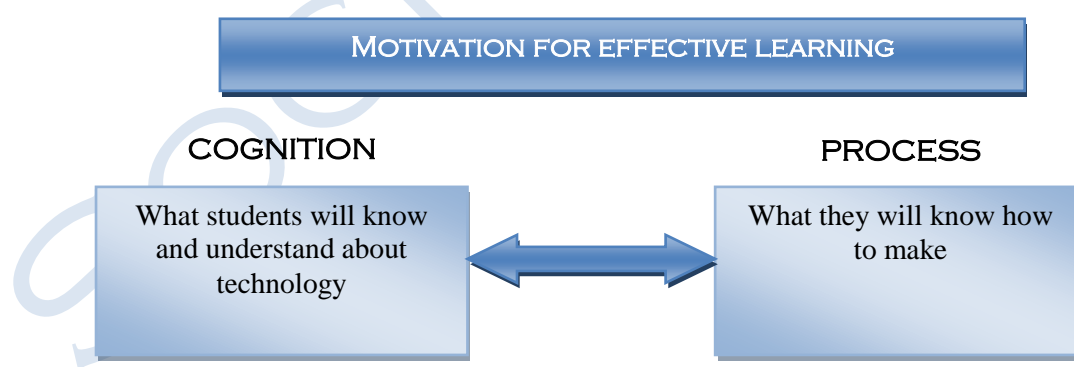 MOTIVATION FOR EFFECTIVE LEARNING
COGNITION
PROCESS
What students will know
and understand about
technology
What they will know how
to make